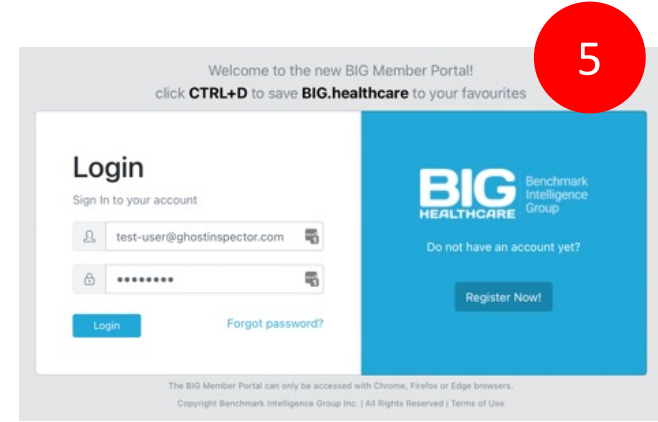 5
Welcome to the new BIG Member Portal!
click CTRL+D to save BIG.healthcare to your favourites
Login
Sign In to your account
test-user@ghostinspector.com
••••••••
Login
Forgot password?
BIG
HEALTHCARE
Benchmark
Intelligence
Group
Do not have an account yet?
Register Now!
The BIG Member Portal can only be accessed with Chrome, Firefox or Edge browsers.
Copyright Benchmark Intelligence Group Inc. | All Rights Reserved | Terms of Use